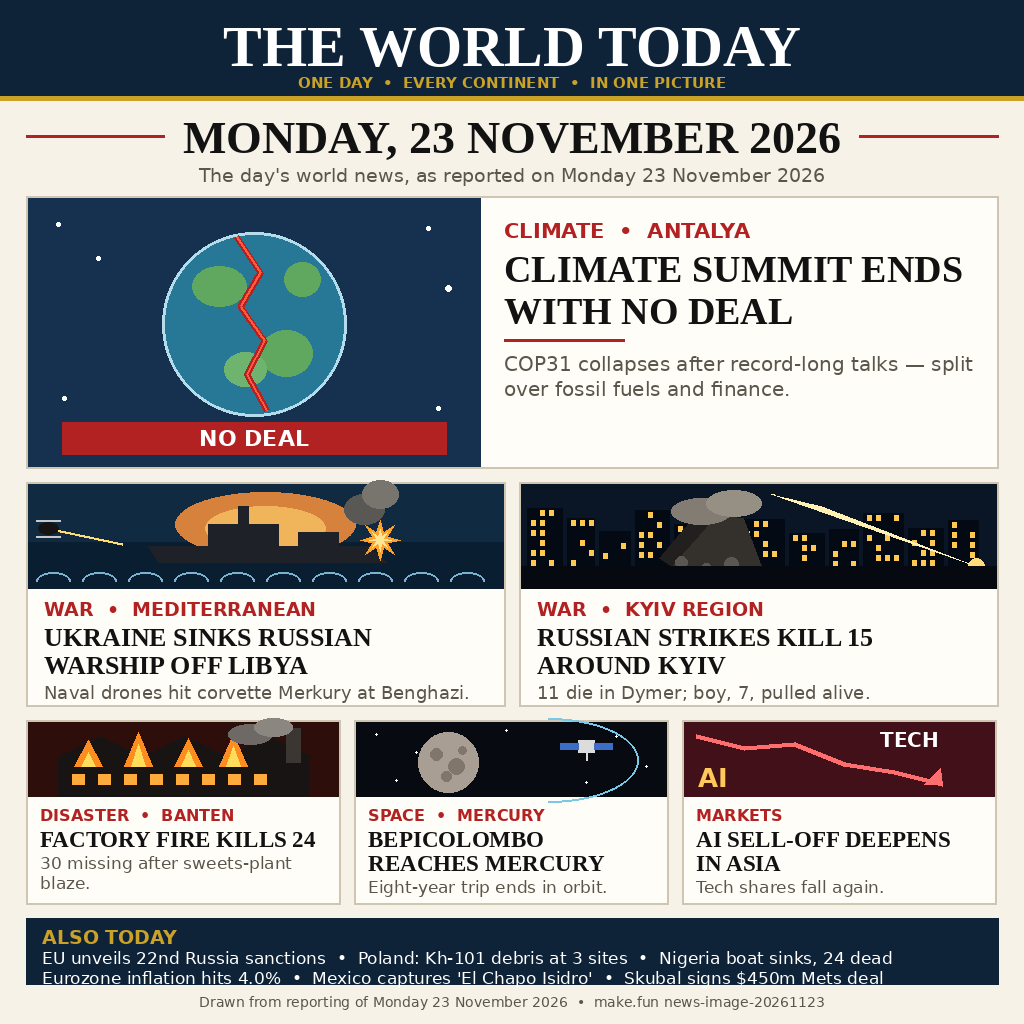 THE WORLD TODAY
ONE DAY • EVERY CONTINENT • IN ONE PICTURE
MONDAY, 23 NOVEMBER 2026
The day's world news, as reported on Monday 23 November 2026
NO DEAL
CLIMATE • ANTALYA
CLIMATE SUMMIT ENDS
WITH NO DEAL
COP31 collapses after record-long talks — split
over fossil fuels and finance.
WAR • MEDITERRANEAN
UKRAINE SINKS RUSSIAN
WARSHIP OFF LIBYA
Naval drones hit corvette Merkury at Benghazi.
WAR • KYIV REGION
RUSSIAN STRIKES KILL 15
AROUND KYIV
11 die in Dymer; boy, 7, pulled alive.
DISASTER • BANTEN
FACTORY FIRE KILLS 24
30 missing after sweets-plant
blaze.
SPACE • MERCURY
BEPICOLOMBO
REACHES MERCURY
Eight-year trip ends in orbit.
TECH
AI
MARKETS
AI SELL-OFF DEEPENS
IN ASIA
Tech shares fall again.
ALSO TODAY
EU unveils 22nd Russia sanctions • Poland: Kh-101 debris at 3 sites • Nigeria boat sinks, 24 dead
Eurozone inflation hits 4.0% • Mexico captures 'El Chapo Isidro' • Skubal signs $450m Mets deal
Drawn from reporting of Monday 23 November 2026 • make.fun news-image-20261123